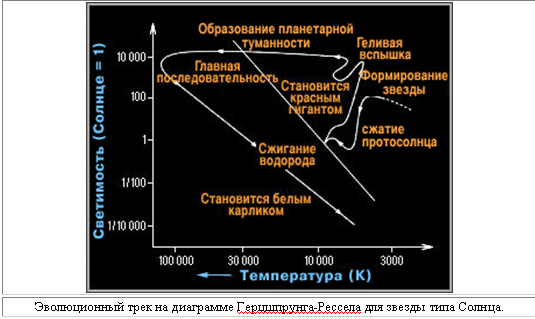 Образование планетарной
туманности
Гелиевая
вспышка
Главная
последовательность
Становится
красным
гигантом
Формирование
звезды
сжатие
протосолнца
Сжигание
водорода
Становится белым
карликом
Светимость (Солнце = 1)
10 000
100
1
1/100
1/10 000
100 000
30 000
10 000
3000
Температура (К)
Эволюционный трек на диаграмме Герцшпрунга-Рессела для звезды типа Солнца.